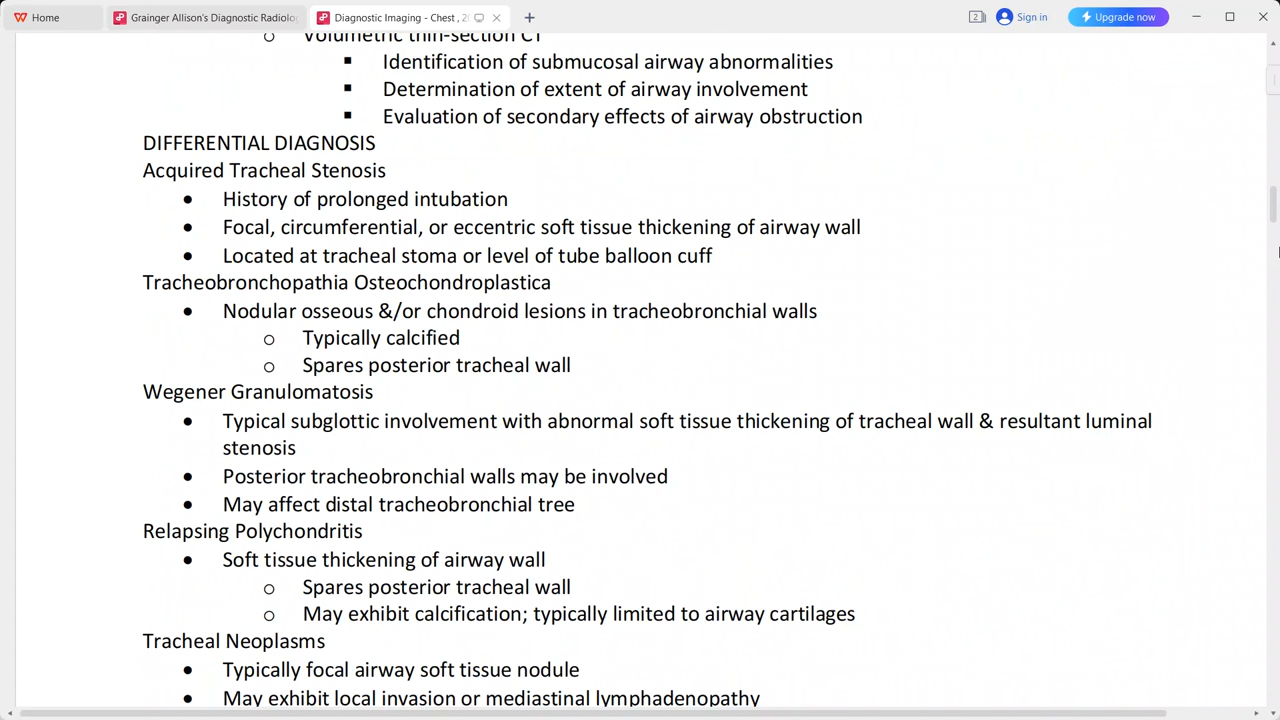 Home
Grainger Allison's Diagnostic Radiolo
Diagnostic Imaging - Chest , 2
2
Sign in
Upgrade now
o Volumetric thin-section CT
▪ Identification of submucosal airway abnormalities
▪ Determination of extent of airway involvement
▪ Evaluation of secondary effects of airway obstruction
DIFFERENTIAL DIAGNOSIS
Acquired Tracheal Stenosis
• History of prolonged intubation
• Focal, circumferential, or eccentric soft tissue thickening of airway wall
• Located at tracheal stoma or level of tube balloon cuff
Tracheobronchopathia Osteochondroplastica
• Nodular osseous &/or chondroid lesions in tracheobronchial walls
o Typically calcified
o Spares posterior tracheal wall
Wegener Granulomatosis
• Typical subglottic involvement with abnormal soft tissue thickening of tracheal wall & resultant luminal
stenosis
• Posterior tracheobronchial walls may be involved
• May affect distal tracheobronchial tree
Relapsing Polychondritis
• Soft tissue thickening of airway wall
o Spares posterior tracheal wall
o May exhibit calcification; typically limited to airway cartilages
Tracheal Neoplasms
• Typically focal airway soft tissue nodule
• May exhibit local invasion or mediastinal lymphadenopathy